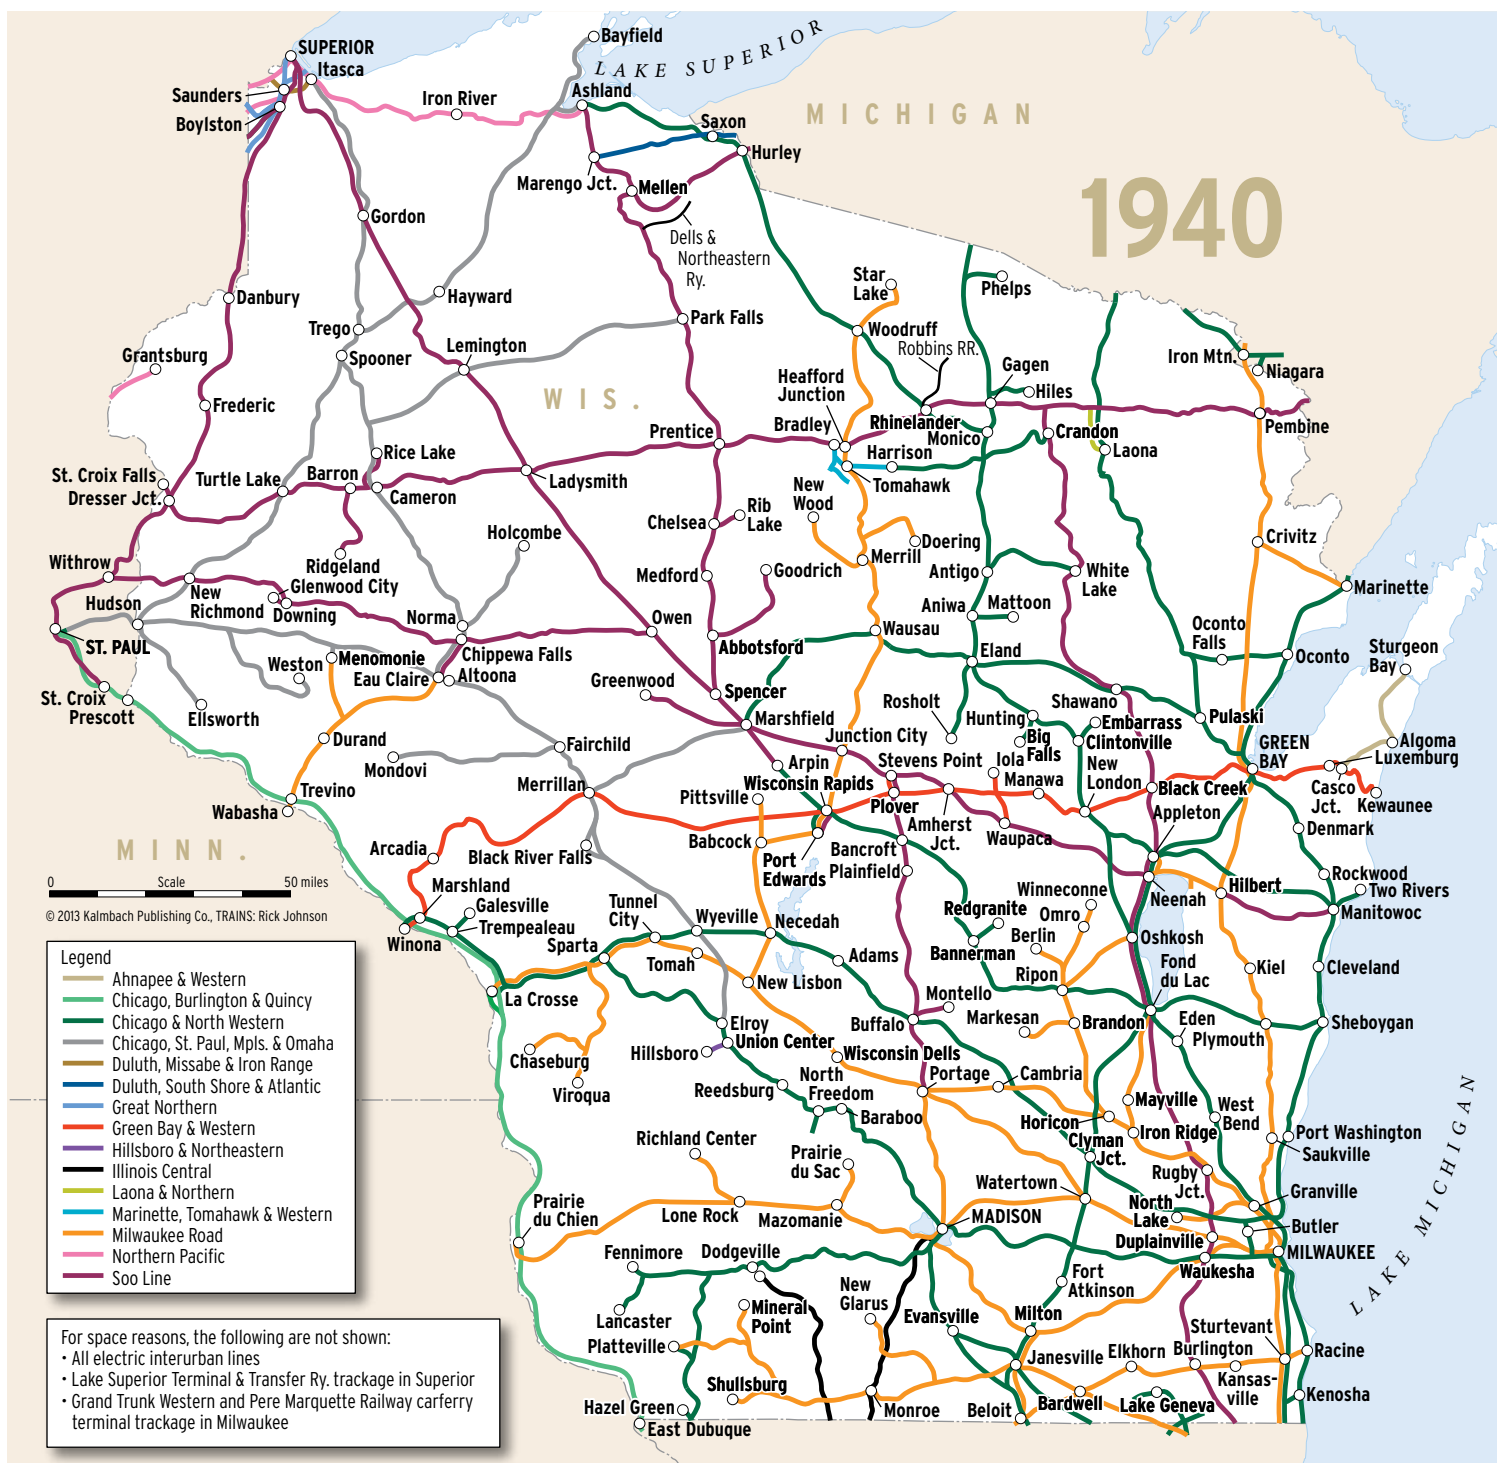 SUPERIOR
Itasca
Saunders
Boylston
Iron River
Bayfield
LAKE SUPERIOR
Ashland
Saxon
Hurley
Marengo Jct.
Mellen
MICHIGAN
1940
Dells &
Northeastern
Ry.
Gordon
Danbury
Hayward
Trego
Spooner
Lemington
Park Falls
Star
Lake
Phelps
Woodruff
Robbins RR.
Grantsburg
Frederic
WIS.
Heafford
Junction
Gagen
Hiles
Iron Mtn.
Niagara
Pembine
Prentice
Bradley
Rhinelander
Monico
Crandon
Laona
Harrison
Tomahawk
St. Croix Falls
Dresser Jct.
Turtle Lake
Barron
Rice Lake
Cameron
Ladysmith
Chelsea
Rib
Lake
New
Wood
Doering
Merrill
Crivitz
Marinette
Holcombe
Ridgeland
Withrow
Glenwood City
New
Richmond
Downing
Hudson
ST. PAUL
Norma
Medford
Goodrich
Antigo
White
Lake
Aniwa
Mattoon
Owen
Abbotsford
Wausau
Eland
Oconto
Falls
Oconto
Sturgeon
Bay
Weston
Menomonie
Eau Claire
Altoona
Chippewa Falls
St. Croix
Prescott
Ellsworth
Greenwood
Spencer
Marshfield
Rosholt
Hunting
Big
Falls
Shawano
Embarrass
Clintonville
Pulaski
GREEN
BAY
Algoma
Luxemburg
Casco
Jct.
Kewaunee
Durand
Mondovi
Fairchild
Junction City
Arpin
Stevens Point
Iola
Manawa
New
London
Black Creek
Trevino
Wabasha
Merrillan
Pittsville
Wisconsin Rapids
Plover
Amherst
Jct.
Waupaca
Appleton
Denmark
MINN.
0
Scale
50 miles
© 2013 Kalmbach Publishing Co., TRAINS: Rick Johnson
Arcadia
Black River Falls
Babcock
Port
Edwards
Bancroft
Plainfield
Neenah
Hilbert
Rockwood
Two Rivers
Manitowoc
Marshland
Galesville
Trempealeau
Winona
Tunnel
City
Wyeville
Necedah
Winneconne
Omro
Berlin
Redgranite
Bannerman
Oshkosh
Sparta
Tomah
Adams
Ripon
Fond
du Lac
Kiel
Cleveland
La Crosse
New Lisbon
Montello
Buffalo
Markesan
Brandon
Eden
Plymouth
Sheboygan
Elroy
Union Center
Hillsboro
Chaseburg
Viroqua
Wisconsin Dells
Portage
Cambria
Reedsburg
North
Freedom
Baraboo
Mayville
Horicon
Iron Ridge
West
Bend
Port Washington
Saukville
Clyman
Jct.
Richland Center
Prairie
du Sac
Rugby
Jct.
Watertown
Granville
North
Lake
Butler
Prairie
du Chien
Lone Rock
Mazomanie
MADISON
Duplainville
MILWAUKEE
Waukesha
LAKE MICHIGAN
Fennimore
Dodgeville
Lancaster
Platteville
Mineral
Point
New
Glarus
Evansville
Milton
Fort
Atkinson
Sturtevant
Racine
Janesville
Elkhorn
Burlington
Kansas-
ville
Kenosha
Shullsburg
Hazel Green
East Dubuque
Monroe
Beloit
Bardwell
Lake Geneva
Legend
Ahnapee & Western
Chicago, Burlington & Quincy
Chicago & North Western
Chicago, St. Paul, Mpls. & Omaha
Duluth, Missabe & Iron Range
Duluth, South Shore & Atlantic
Great Northern
Green Bay & Western
Hillsboro & Northeastern
Illinois Central
Laona & Northern
Marinette, Tomahawk & Western
Milwaukee Road
Northern Pacific
Soo Line
For space reasons, the following are not shown:
• All electric interurban lines
• Lake Superior Terminal & Transfer Ry. trackage in Superior
• Grand Trunk Western and Pere Marquette Railway carferry
terminal trackage in Milwaukee